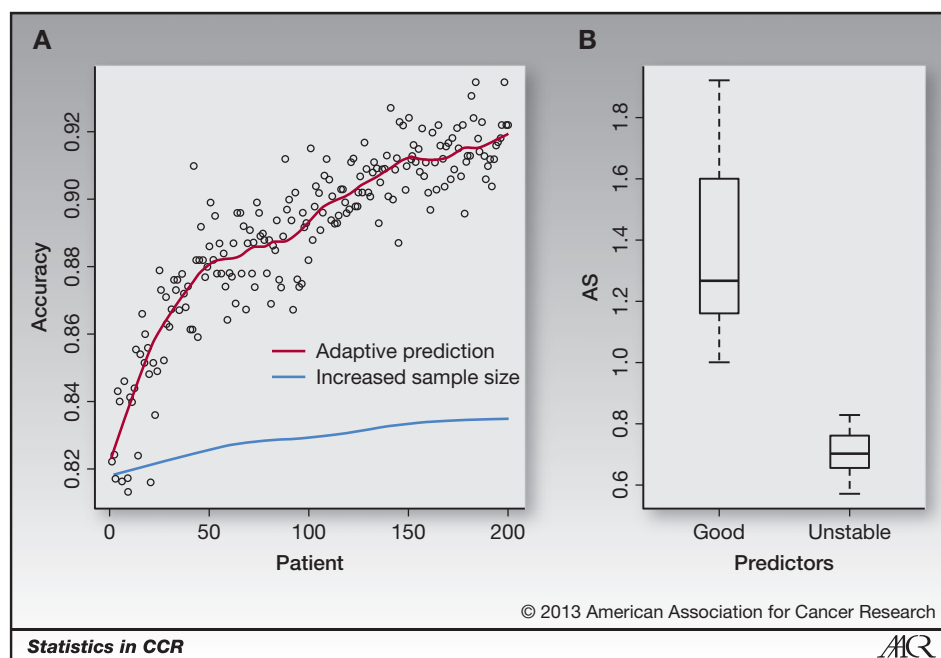 A
Accuracy
0.92
0.90
0.88
0.86
0.84
0.82
Adaptive prediction
Increased sample size
0
50
100
150
200
Patient
B
AS
1.8
1.6
1.4
1.2
1.0
0.8
0.6
Good
Unstable
Predictors
© 2013 American Association for Cancer Research
Statistics in CCR
AACR